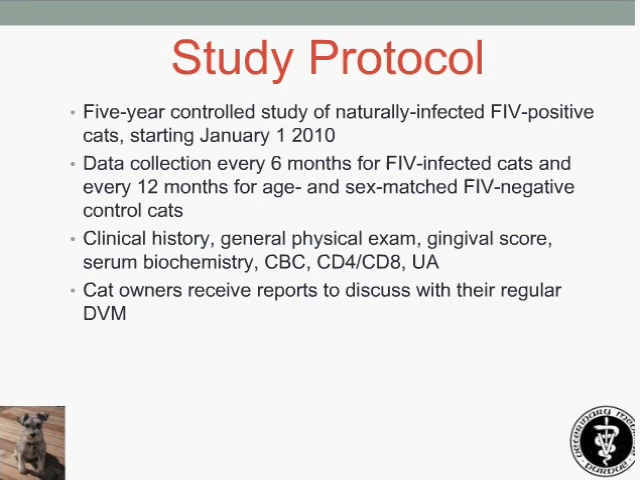 Study Protocol
• Five-year controlled study of naturally-infected FIV-positive
cats, starting January 1 2010
• Data collection every 6 months for FIV-infected cats and
every 12 months for age- and sex-matched FIV-negative
control cats
• Clinical history, general physical exam, gingival score,
serum biochemistry, CBC, CD4/CD8, UA
• Cat owners receive reports to discuss with their regular
DVM
VETERINARY MEDICINE
PURDUE